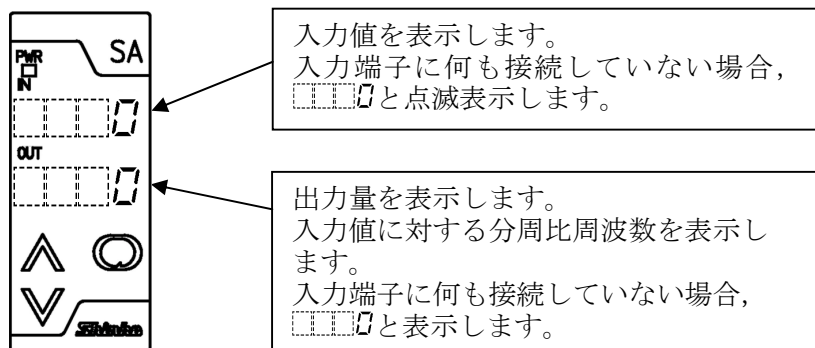 SA
PWR
IN
0
OUT
0
Shinko
入力値を表示します。
入力端子に何も接続していない場合,
0と点滅表示します。
出力量を表示します。
入力値に対する分周比周波数を表示し
ます。
入力端子に何も接続していない場合,
0と表示します。